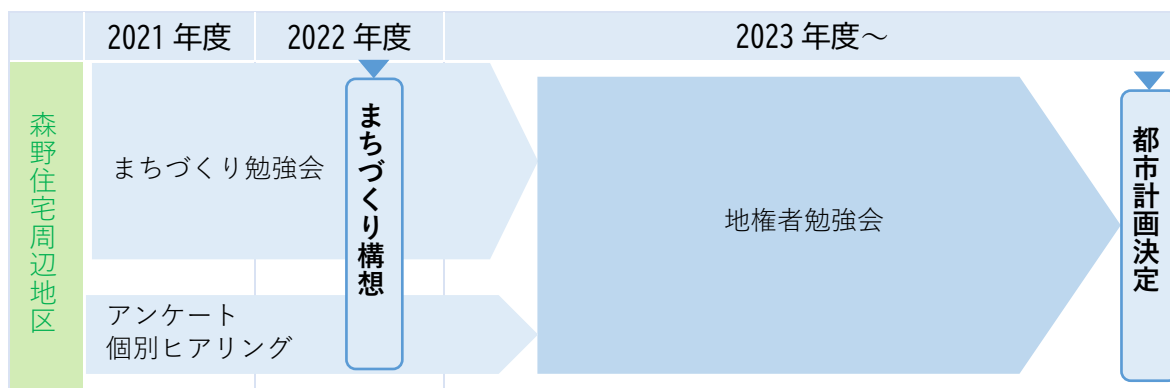 2021 年度
2022 年度
2023 年度~
森野住宅周辺地区
まちづくり勉強会
まちづくり構想
地権者勉強会
都市計画決定
アンケート
個別ヒアリング